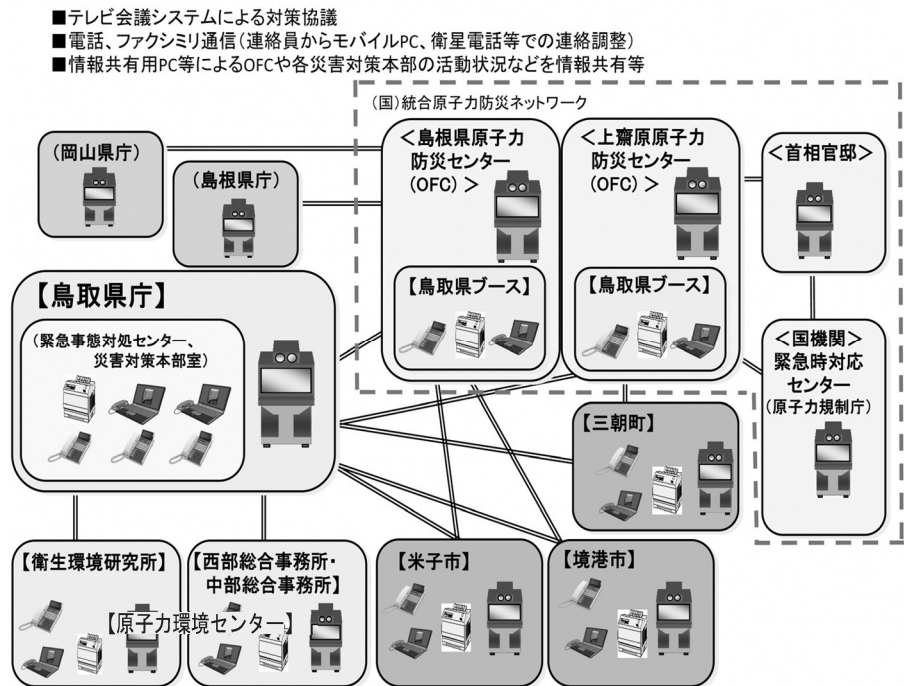 ■テレビ会議システムによる対策協議
■電話、ファクシミリ通信（連絡員からモバイルPC、衛星電話等での連絡調整）
■情報共有用PC等によるOFCや各災害対策本部の活動状況などを情報共有等
（国）統合原子力防災ネットワーク
（岡山県庁）
（島根県庁）
＜島根県原子力
防災センター
（OFC）＞
＜上齋原原子力
防災センター
（OFC）＞
＜首相官邸＞
【鳥取県ブース】
【鳥取県ブース】
【鳥取県庁】
（緊急事態対処センター、
災害対策本部室）
＜国機関＞
緊急時対応
センター
（原子力規制庁）
【三朝町】
【衛生環境研究所】
【西部総合事務所・
中部総合事務所】
【米子市】
【境港市】
【原子力環境センター】